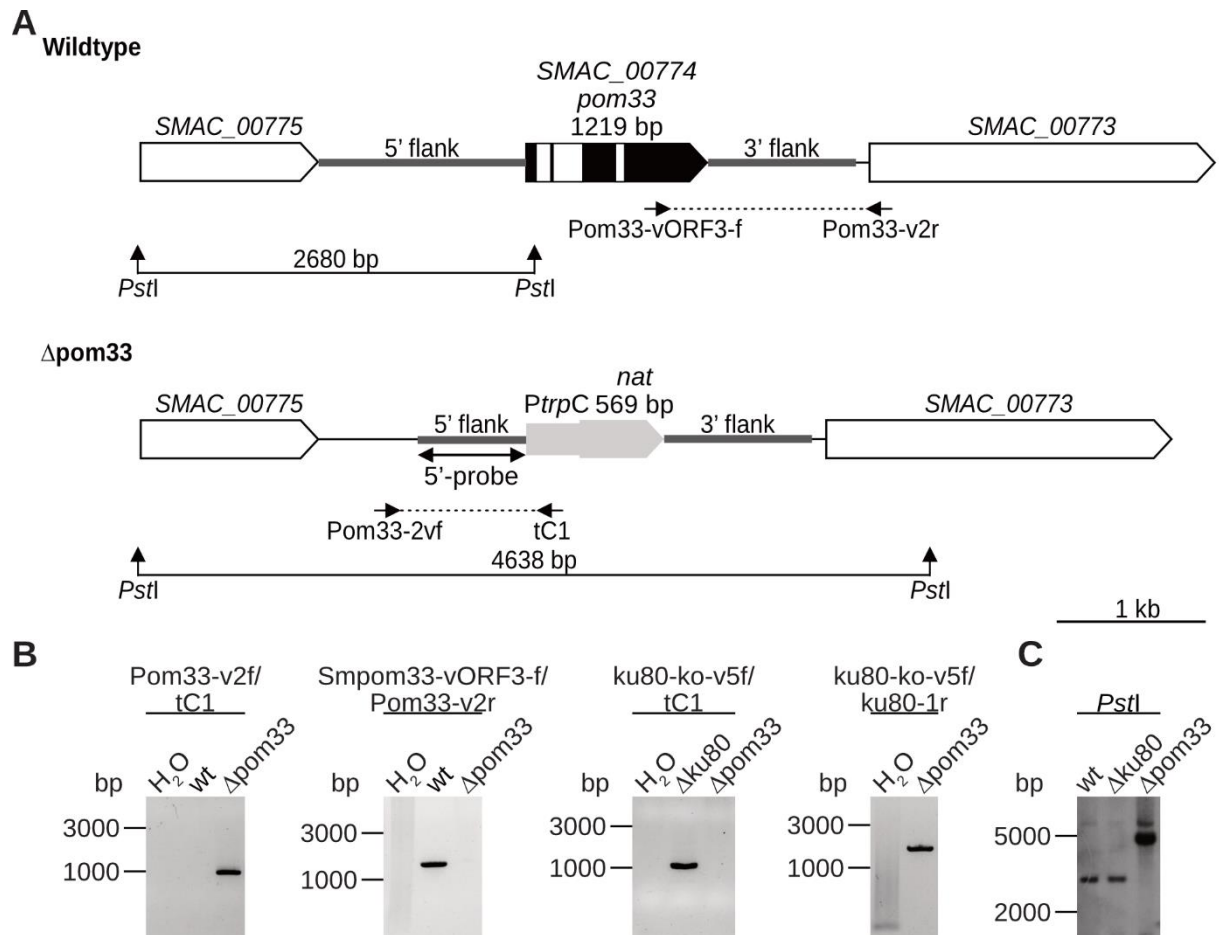 A
Wildtype
SMAC_00774
pom33
1219 bp
SMAC_00775
5' flank
3' flank
SMAC_00773
Pom33-vORF3-f
Pom33-v2r
2680 bp
PstI
PstI
Δpom33
nat
SMAC_00775
5' flank
PtrpC 569 bp
3' flank
SMAC_00773
5'-probe
Pom33-2vf
tC1
4638 bp
PstI
PstI
1 kb
B
Pom33-v2f/
tC1
bp
H2O
wt
Δpom33
3000
1000
Smpom33-vORF3-f/
Pom33-v2r
bp
H2O
wt
Δpom33
3000
1000
ku80-ko-v5f/
tC1
bp
H2O
Δku80
Δpom33
3000
1000
ku80-ko-v5f/
ku80-1r
bp
H2O
Δpom33
3000
1000
C
PstI
bp
wt
Δku80
Δpom33
5000
2000